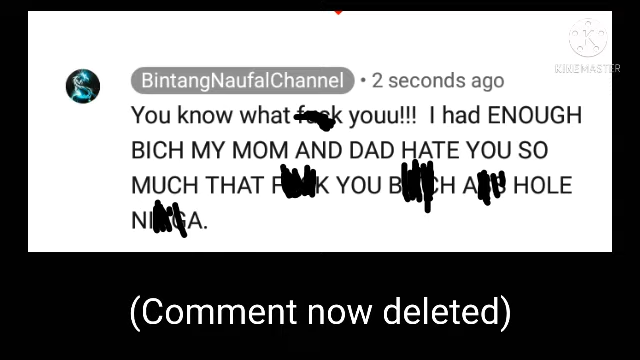 BintangNaufalChannel • 2 seconds ago
KINEMASTER
You know what youu!!! I had ENOUGH
BICH MY MOM AND DAD HATE YOU SO
MUCH THAT YOU HOLE
(Comment now deleted)